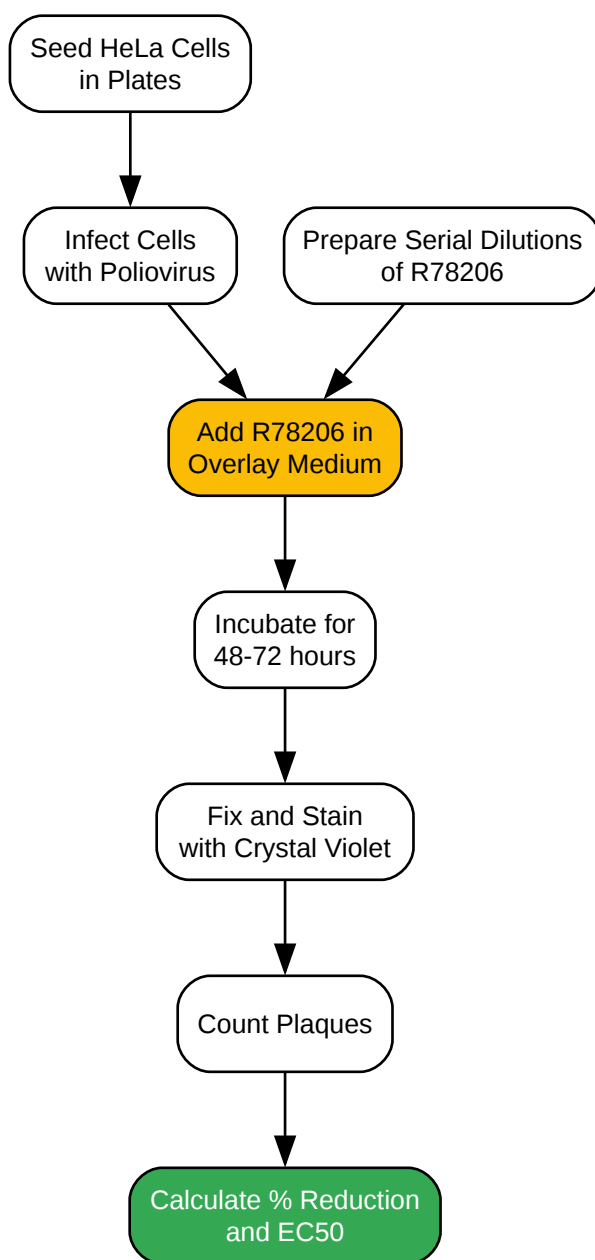 Seed HeLa Cells
in Plates
Infect Cells
with Poliovirus
Prepare Serial Dilutions
of R78206
Add R78206 in
Overlay Medium
Incubate for
48-72 hours
Fix and Stain
with Crystal Violet
Count Plaques
Calculate % Reduction
and EC50